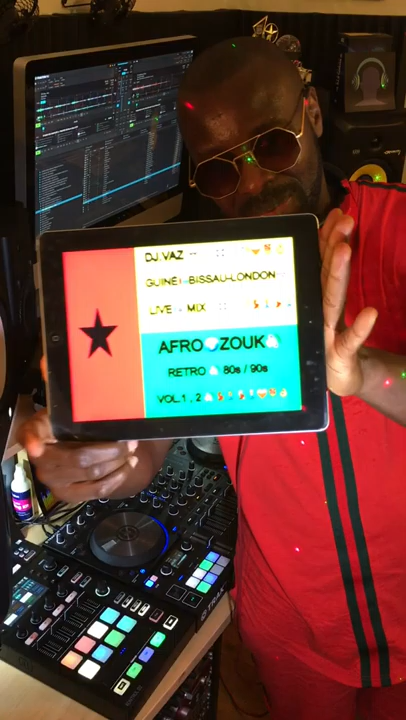 DJ.VAZ
GUINÉ-BISSAU-LONDON
LIVE MIX
AFRO ZOUK
RETRO 80s / 90s
VOL.1 , 2